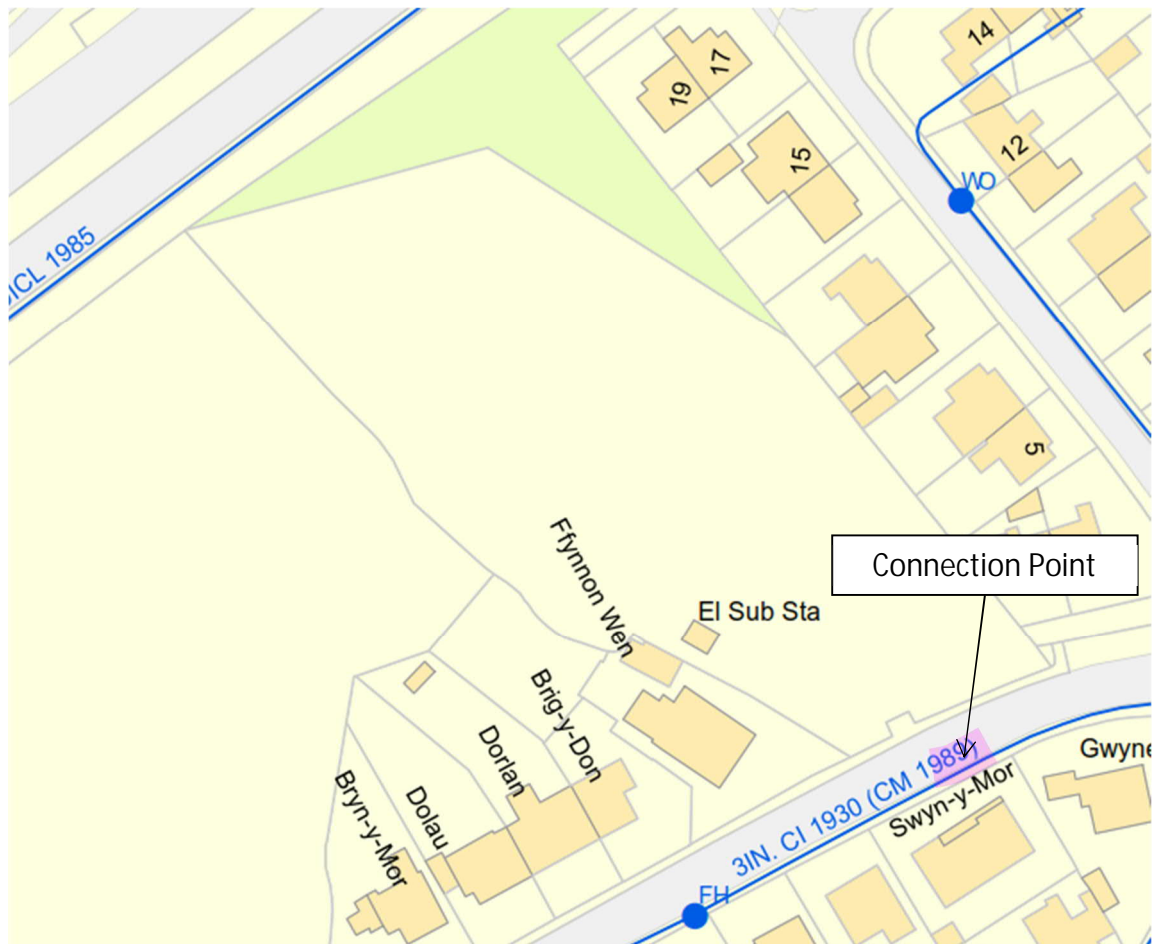 14
17
19
12
15
WO
ICL 1985
5
Connection Point
Ffynnon Wen
El Sub Sta
Brig-y-Don
Dorlan
Gwyne
3IN. CI 1930 (CM 1989)
Swyn-y-Mor
Dolau
Bryn-y-Mor
FH